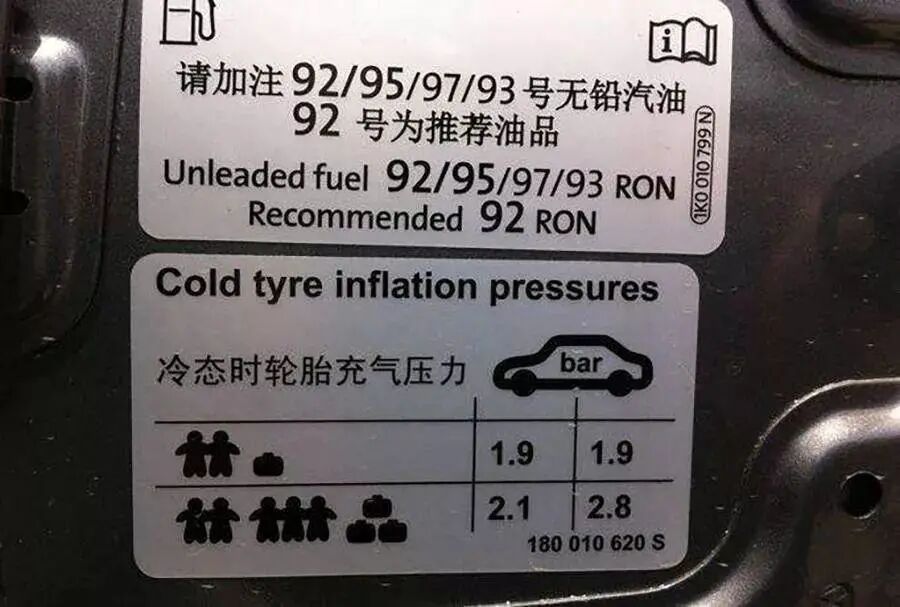 请加注 92/95/97/93 号无铅汽油
92 号为推荐油品
Unleaded fuel 92/95/97/93 RON
Recommended 92 RON
1K0 010 799 N
Cold tyre inflation pressures
冷态时轮胎充气压力
bar
1.9 1.9
2.1 2.8
180 010 620 S